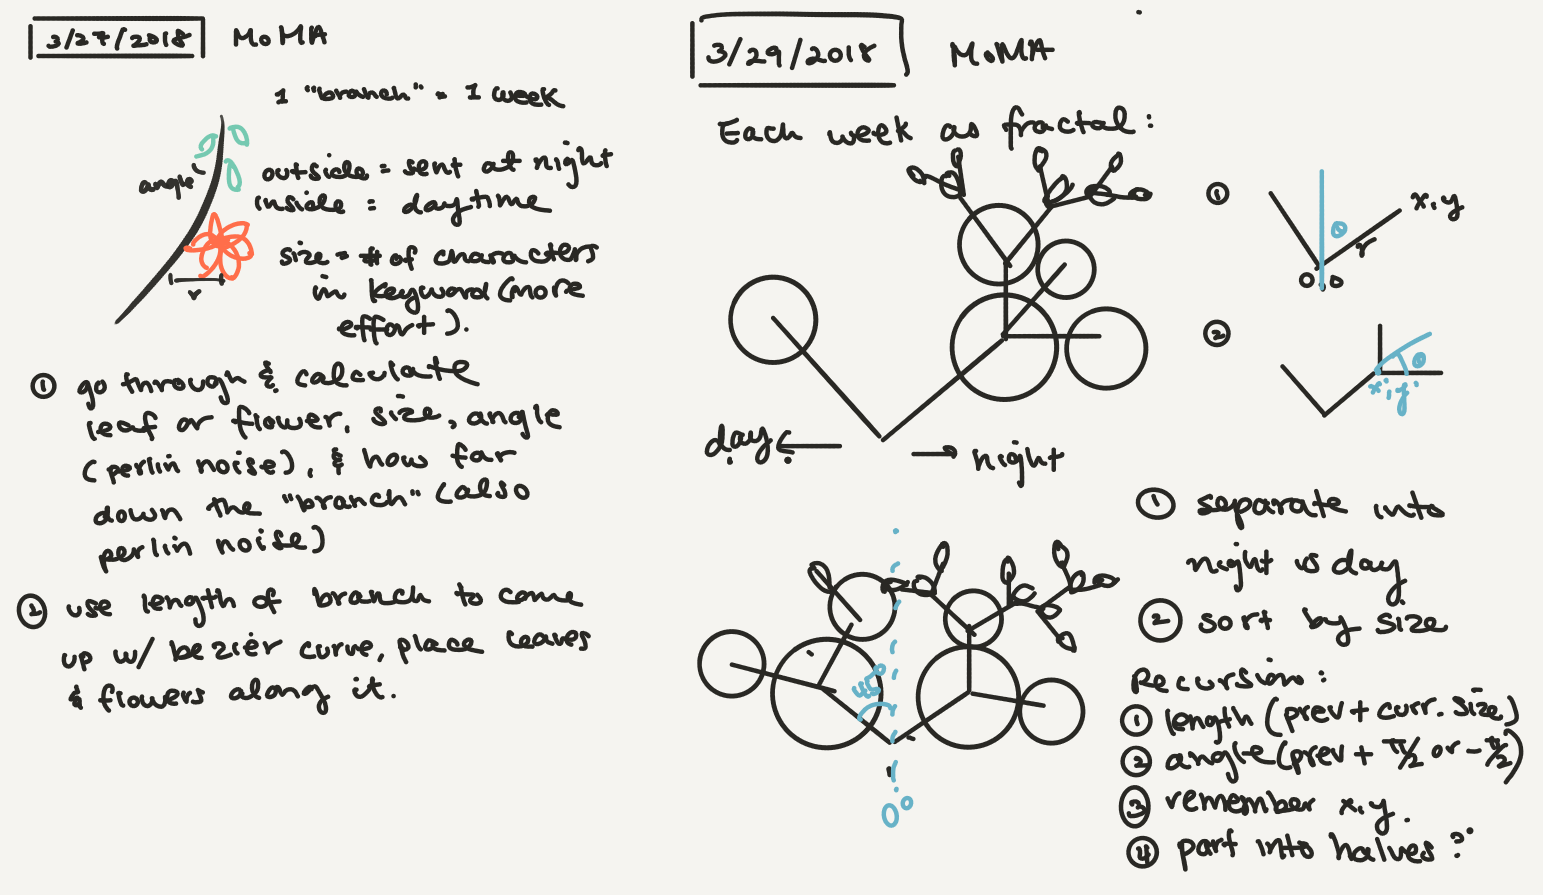 3/27/2018 MoMA
1 "branch" = 1 week
angle
outside = sent at night
inside = daytime
size = # of characters
in keyword (more
effort).
r
① go through & calculate
leaf or flower, size, angle
(perlin noise), & how far
down the "branch" (also
perlin noise)
② use length of branch to come
up w/ bezier curve, place leaves
& flowers along it.
3/29/2018 MoMA
Each week as fractal:
day ← → night
45°
0°
① x,y
θ
r
0,0
② θ
x,y
① separate into
night vs day
② sort by size
Recursion:
① length (prev + curr. size)
② angle (prev + π/2 or -π/2)
③ remember x,y.
④ part into halves?